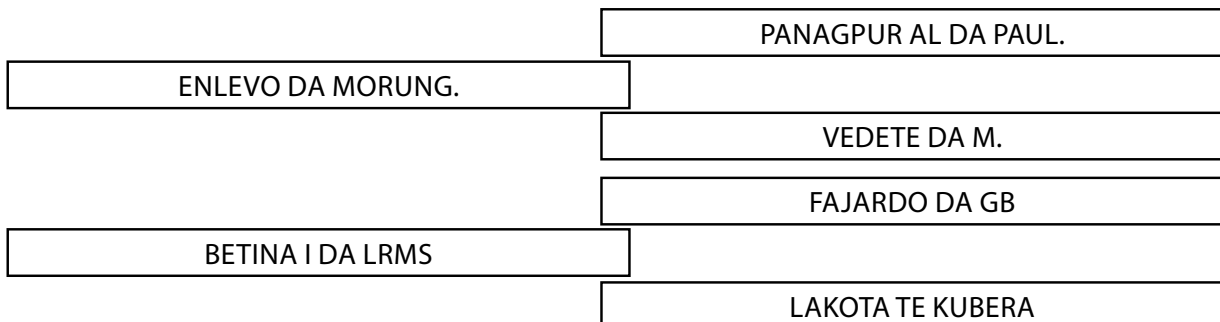 PANAGPUR AL DA PAUL.
ENLEVO DA MORUNG.
VEDETE DA M.
FAJARDO DA GB
BETINA I DA LRMS
LAKOTA TE KUBERA